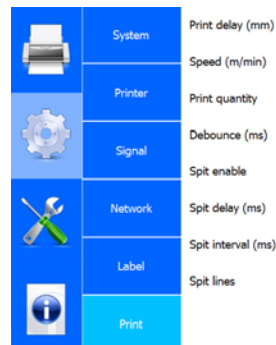 System
Printer
Signal
Network
Label
Print
Print delay (mm)
Speed (m/min)
Print quantity
Debounce (ms)
Spit enable
Spit delay (ms)
Spit interval (ms)
Spit lines